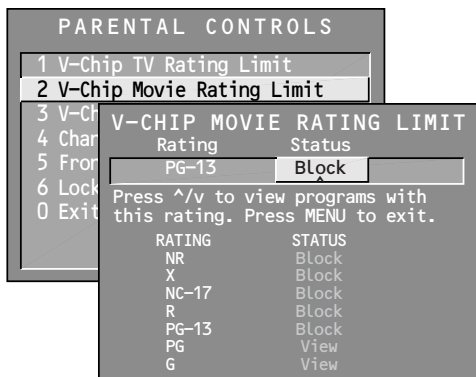 PARENTAL CONTROLS
1 V-Chip TV Rating Limit
2 V-Chip Movie Rating Limit
3 V-Ch
4 Chan
5 Fron
6 Lock
0 Exit
V-CHIP MOVIE RATING LIMIT
Rating Status
PG-13 Block
Press ^/v to view programs with
this rating. Press MENU to exit.
RATING STATUS
NR Block
X Block
NC-17 Block
R Block
PG-13 Block
PG View
G View